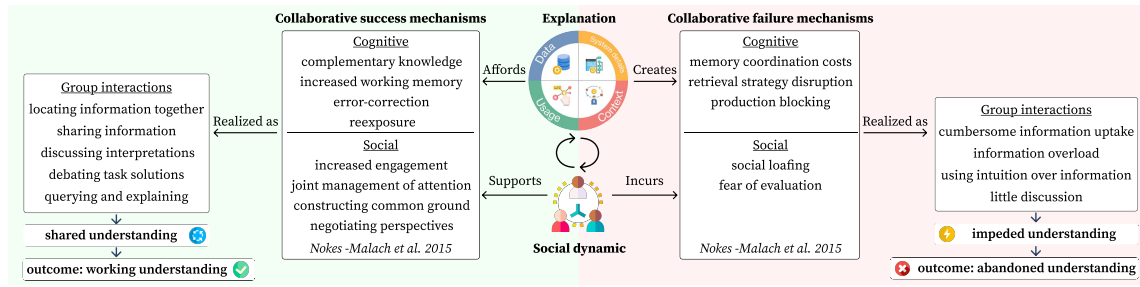 Collaborative success mechanisms
Explanation
Collaborative failure mechanisms
Group interactions
locating information together
sharing information
discussing interpretations
debating task solutions
querying and explaining
shared understanding
outcome: working understanding
Realized as
Cognitive
complementary knowledge
increased working memory
error-correction
reexposure
Social
increased engagement
joint management of attention
constructing common ground
negotiating perspectives
Nokes -Malach et al. 2015
Affords
Supports
Data
System details
Usage
Context
Social dynamic
Creates
Incurs
Cognitive
memory coordination costs
retrieval strategy disruption
production blocking
Social
social loafing
fear of evaluation
Nokes -Malach et al. 2015
Realized as
Group interactions
cumbersome information uptake
information overload
using intuition over information
little discussion
impeded understanding
outcome: abandoned understanding